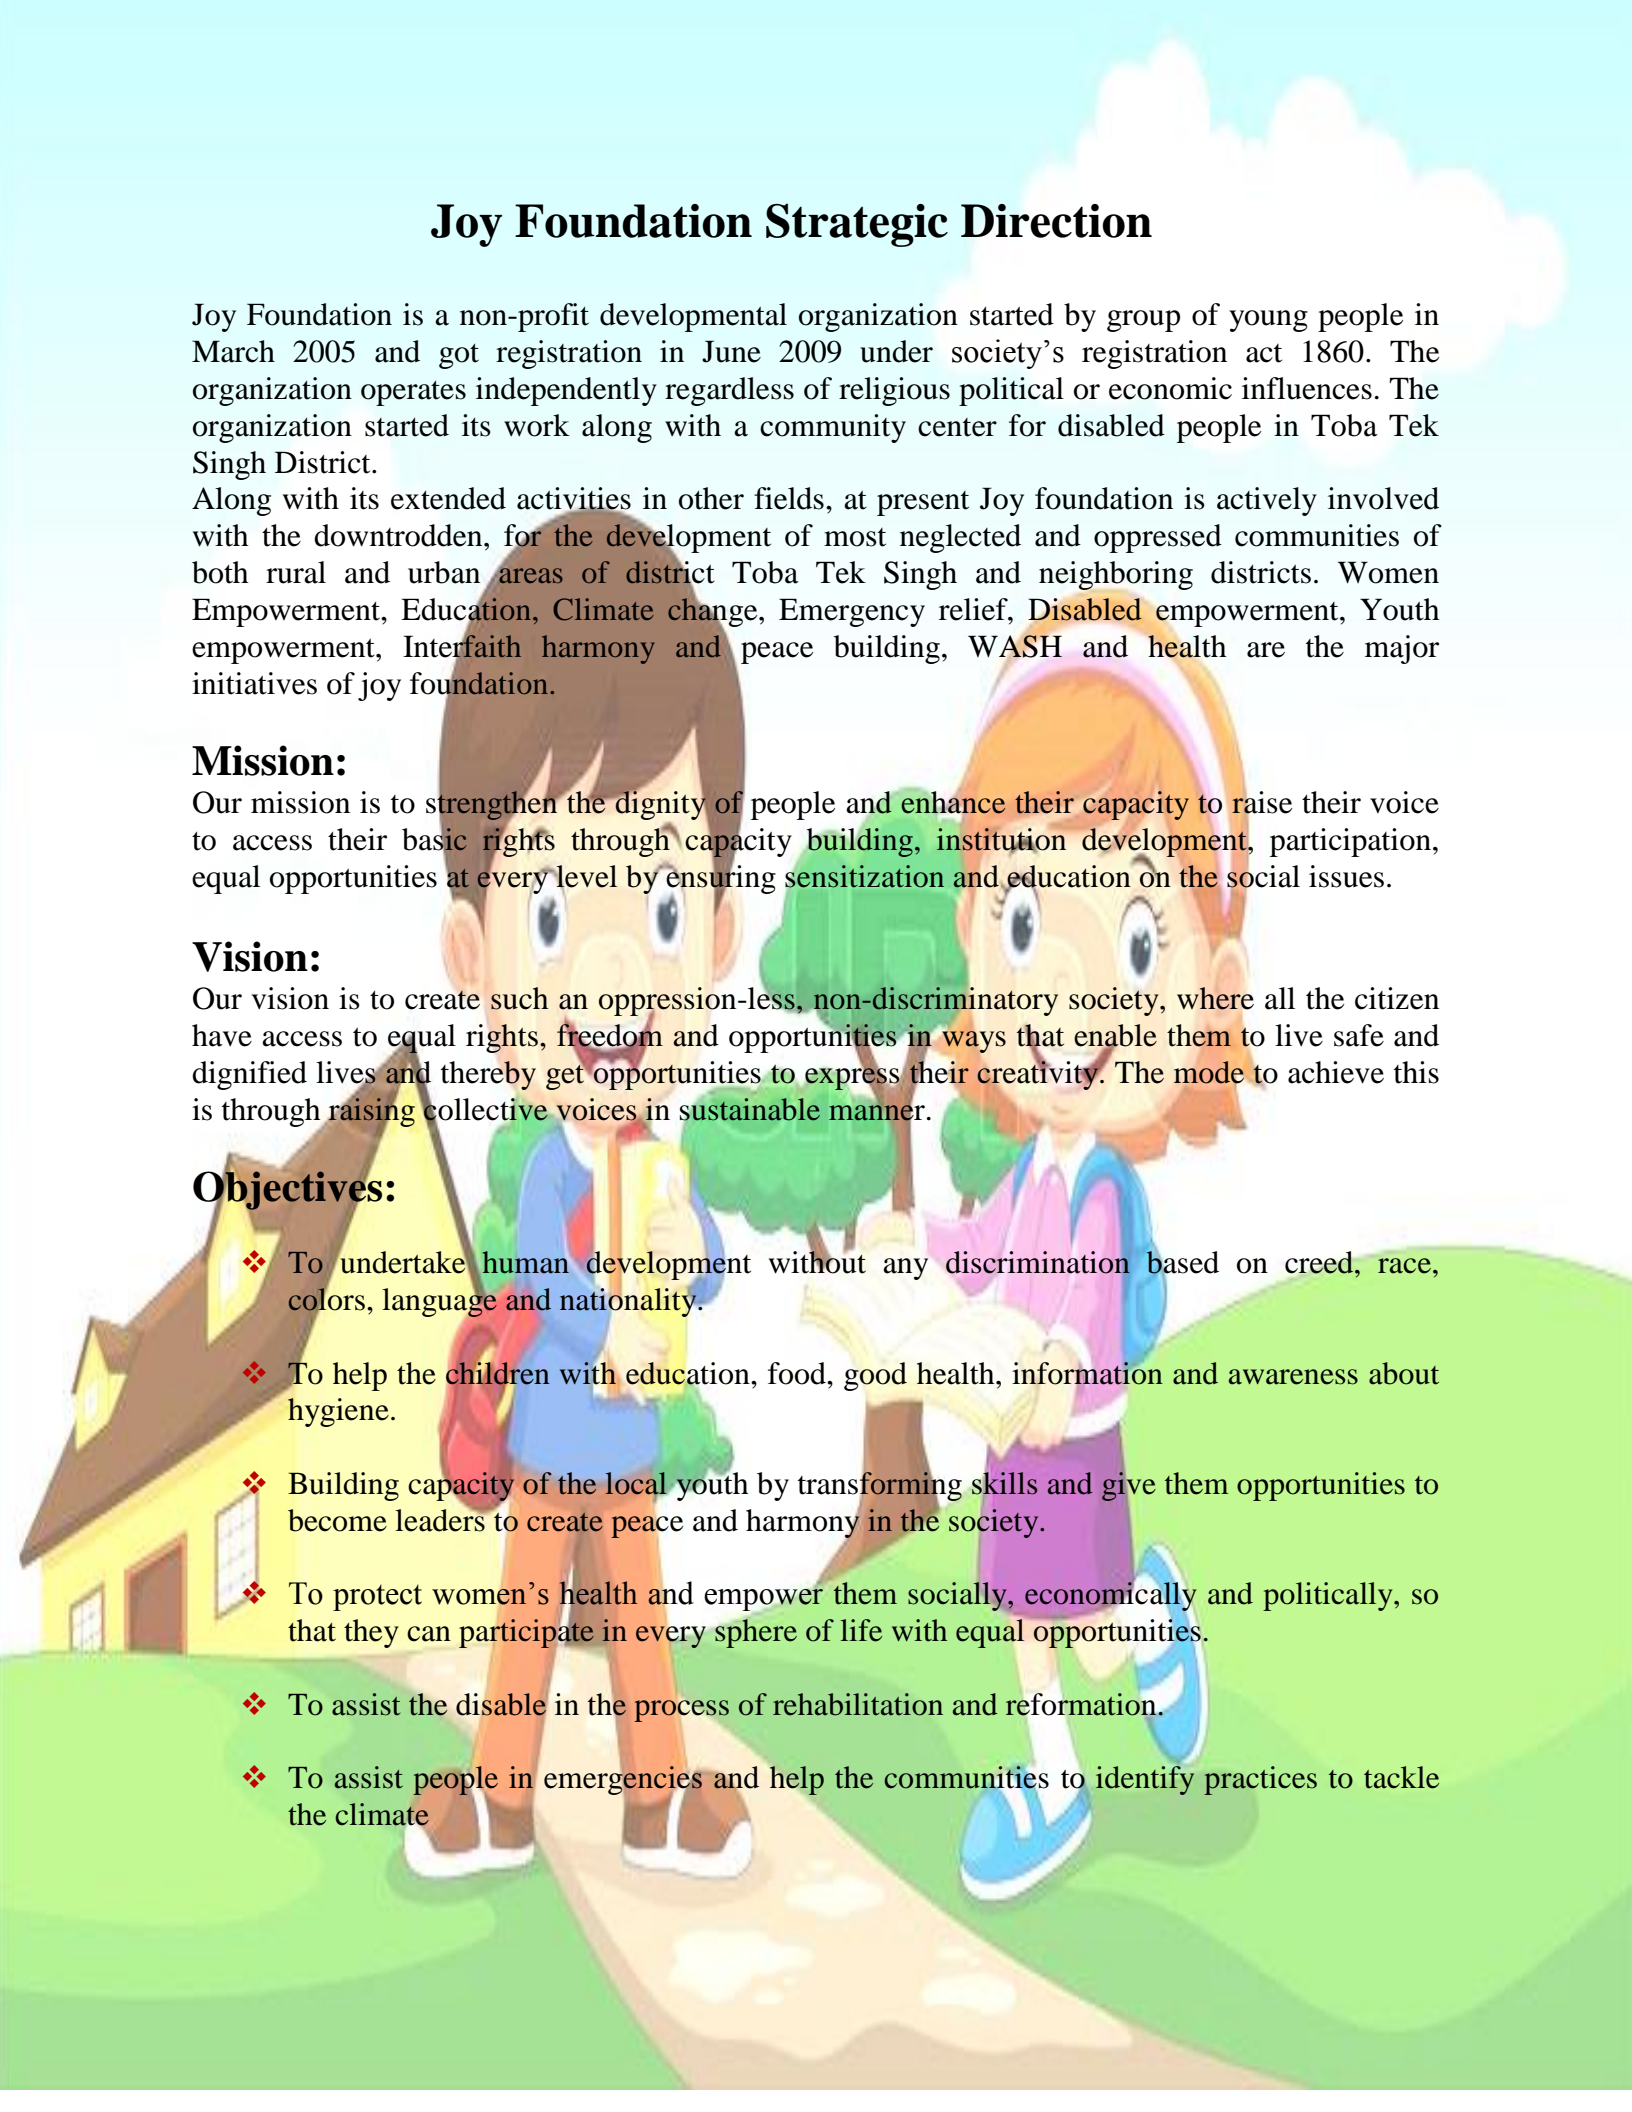 Joy Foundation Strategic Direction
Joy Foundation is a non-profit developmental organization started by group of young people in
March 2005 and got registration in June 2009 under society’s registration act 1860. The
organization operates independently regardless of religious political or economic influences. The
organization started its work along with a community center for disabled people in Toba Tek
Singh District.
Along with its extended activities in other fields, at present Joy foundation is actively involved
with the downtrodden, for the development of most neglected and oppressed communities of
both rural and urban areas of district Toba Tek Singh and neighboring districts. Women
Empowerment, Education, Climate change, Emergency relief, Disabled empowerment, Youth
empowerment, Interfaith harmony and peace building, WASH and health are the major
initiatives of joy foundation.
Mission:
Our mission is to strengthen the dignity of people and enhance their capacity to raise their voice
to access their basic rights through capacity building, institution development, participation,
equal opportunities at every level by ensuring sensitization and education on the social issues.
Vision:
Our vision is to create such an oppression-less, non-discriminatory society, where all the citizen
have access to equal rights, freedom and opportunities in ways that enable them to live safe and
dignified lives and thereby get opportunities to express their creativity. The mode to achieve this
is through raising collective voices in sustainable manner.
Objectives:
❖ To undertake human development without any discrimination based on creed, race,
colors, language and nationality.
❖ To help the children with education, food, good health, information and awareness about
hygiene.
❖ Building capacity of the local youth by transforming skills and give them opportunities to
become leaders to create peace and harmony in the society.
❖ To protect women’s health and empower them socially, economically and politically, so
that they can participate in every sphere of life with equal opportunities.
❖ To assist the disable in the process of rehabilitation and reformation.
❖ To assist people in emergencies and help the communities to identify practices to tackle
the climate